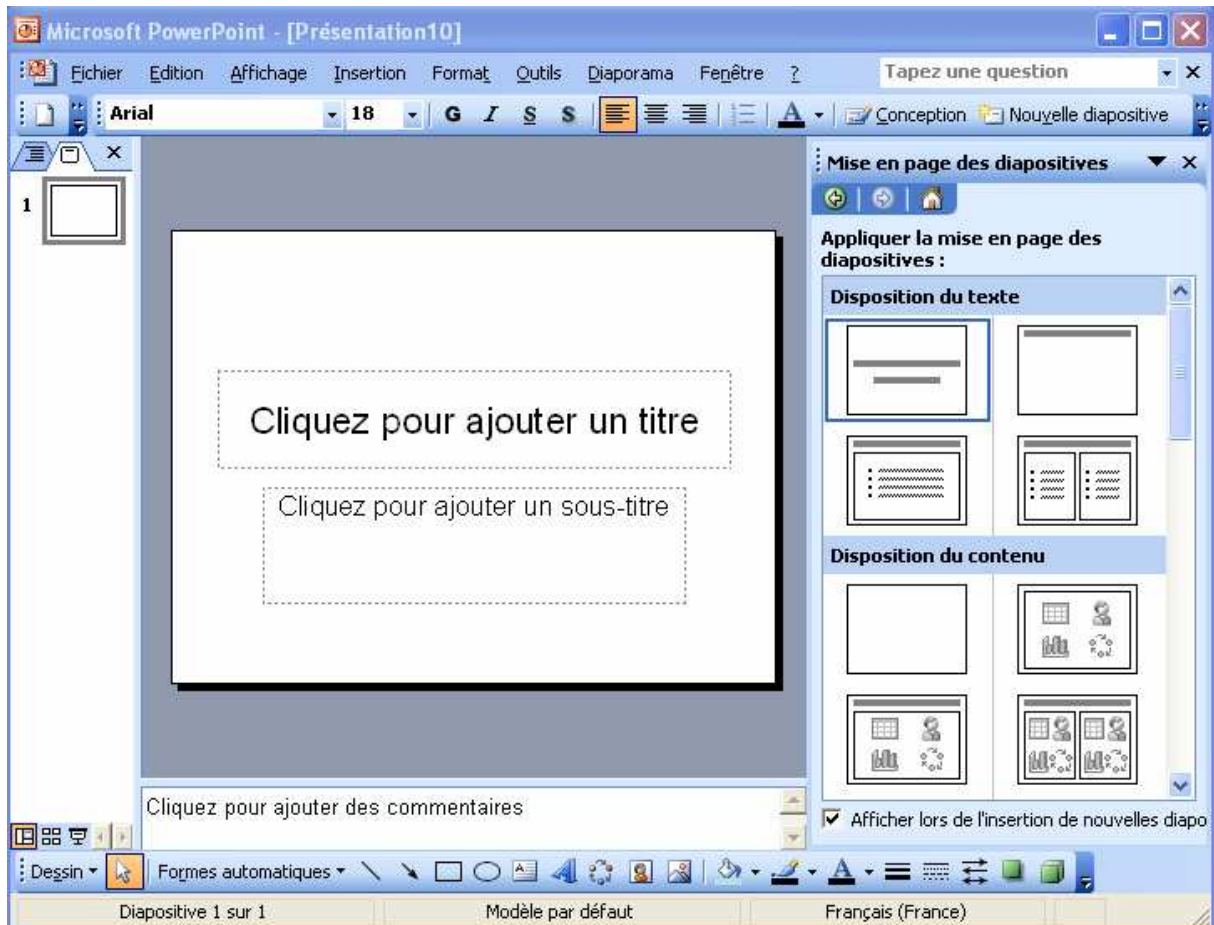 Microsoft PowerPoint - [Présentation10]
Fichier Edition Affichage Insertion Format Outils Diaporama Fenêtre ? Tapez une question
Arial 18 G I S S A Conception Nouvelle diapositive
Mise en page des diapositives
1
Appliquer la mise en page des
diapositives :
Disposition du texte
Cliquez pour ajouter un titre
Cliquez pour ajouter un sous-titre
Disposition du contenu
Cliquez pour ajouter des commentaires
Afficher lors de l'insertion de nouvelles diapo
Dessin Formes automatiques A
Diapositive 1 sur 1 Modèle par défaut Français (France)